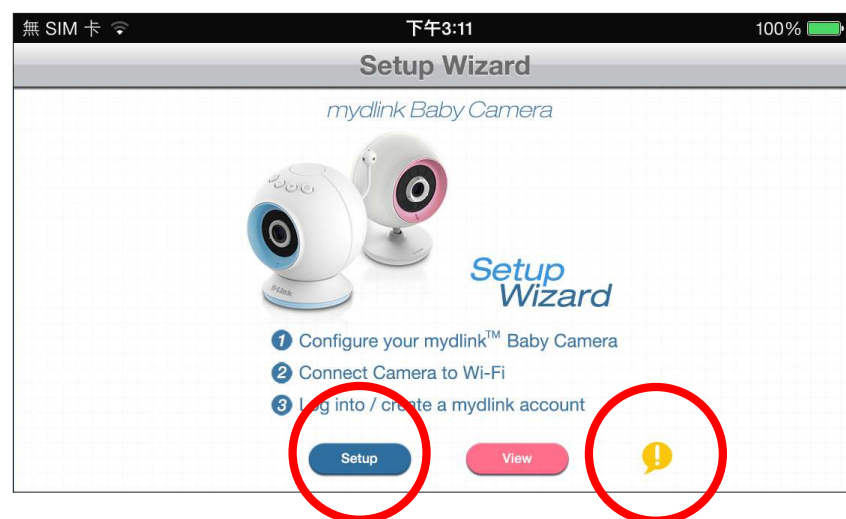 無 SIM 卡 下午3:11 100%
Setup Wizard
mydlink Baby Camera
D-Link
Setup
Wizard
1 Configure your mydlink™ Baby Camera
2 Connect Camera to Wi-Fi
3 Log into / create a mydlink account
Setup View !